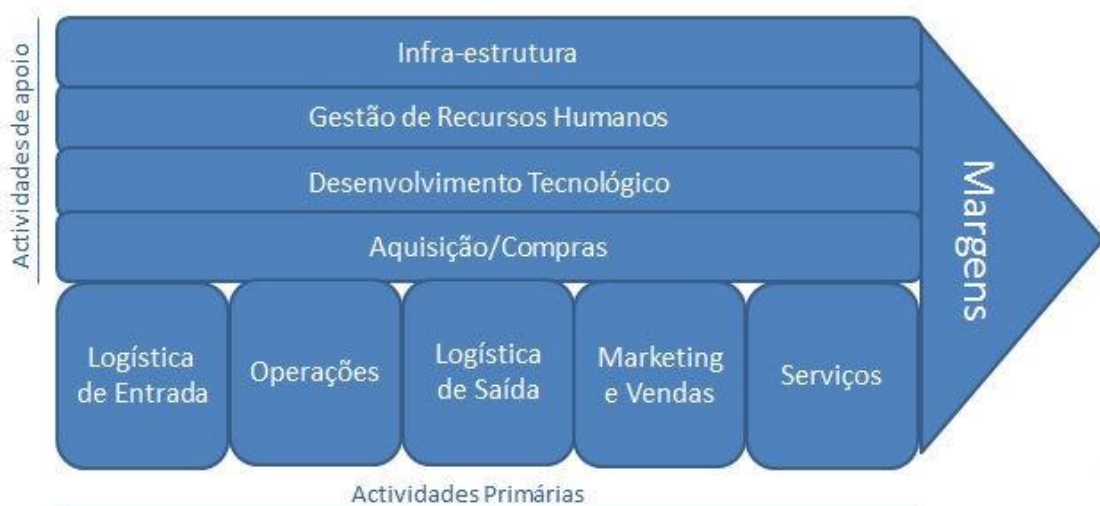 Actividades de apoio
Infra-estrutura
Gestão de Recursos Humanos
Desenvolvimento Tecnológico
Aquisição/Compras
Logística
de Entrada
Operações
Logística
de Saída
Marketing
e Vendas
Serviços
Margens
Actividades Primárias